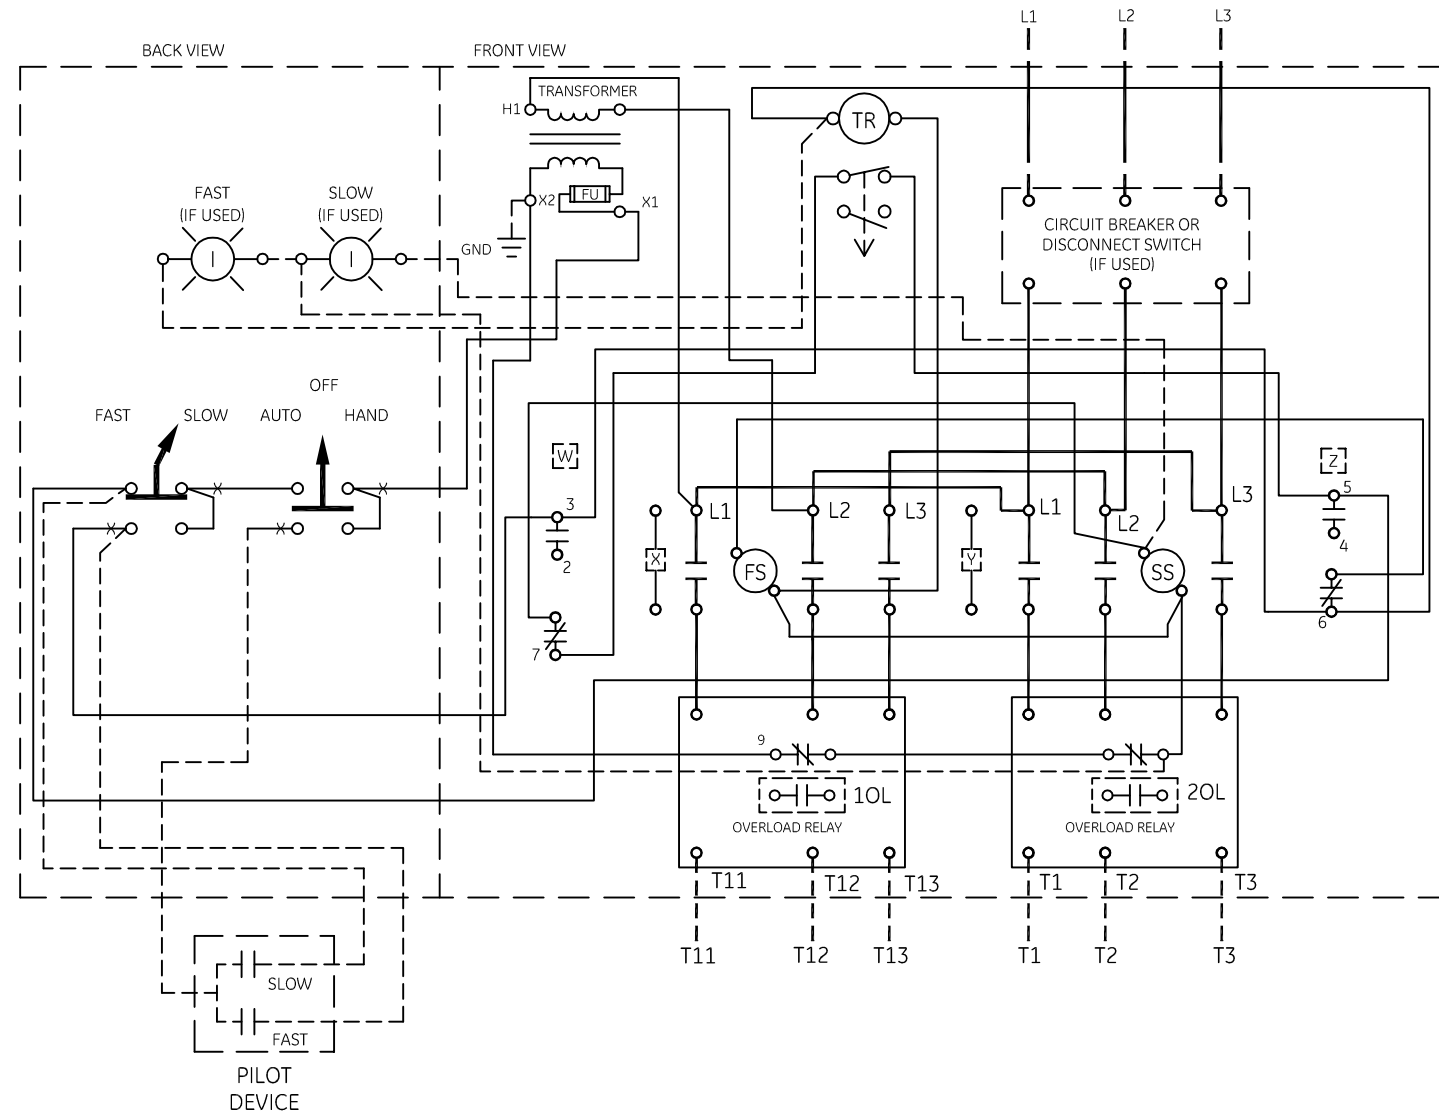 L1 L2 L3
BACK VIEW FRONT VIEW
TRANSFORMER
H1
TR
FU
X2 X1
GND
FAST
(IF USED)
SLOW
(IF USED)
I I
CIRCUIT BREAKER OR
DISCONNECT SWITCH
(IF USED)
OFF
FAST SLOW AUTO HAND
X X
X X
W
Z
3
2
7
5
4
6
L1 L2 L3 L1 L2 L3
X FS Y SS
9
1OL
OVERLOAD RELAY
2OL
OVERLOAD RELAY
T11 T12 T13 T1 T2 T3
T11 T12 T13 T1 T2 T3
SLOW
FAST
PILOT
DEVICE